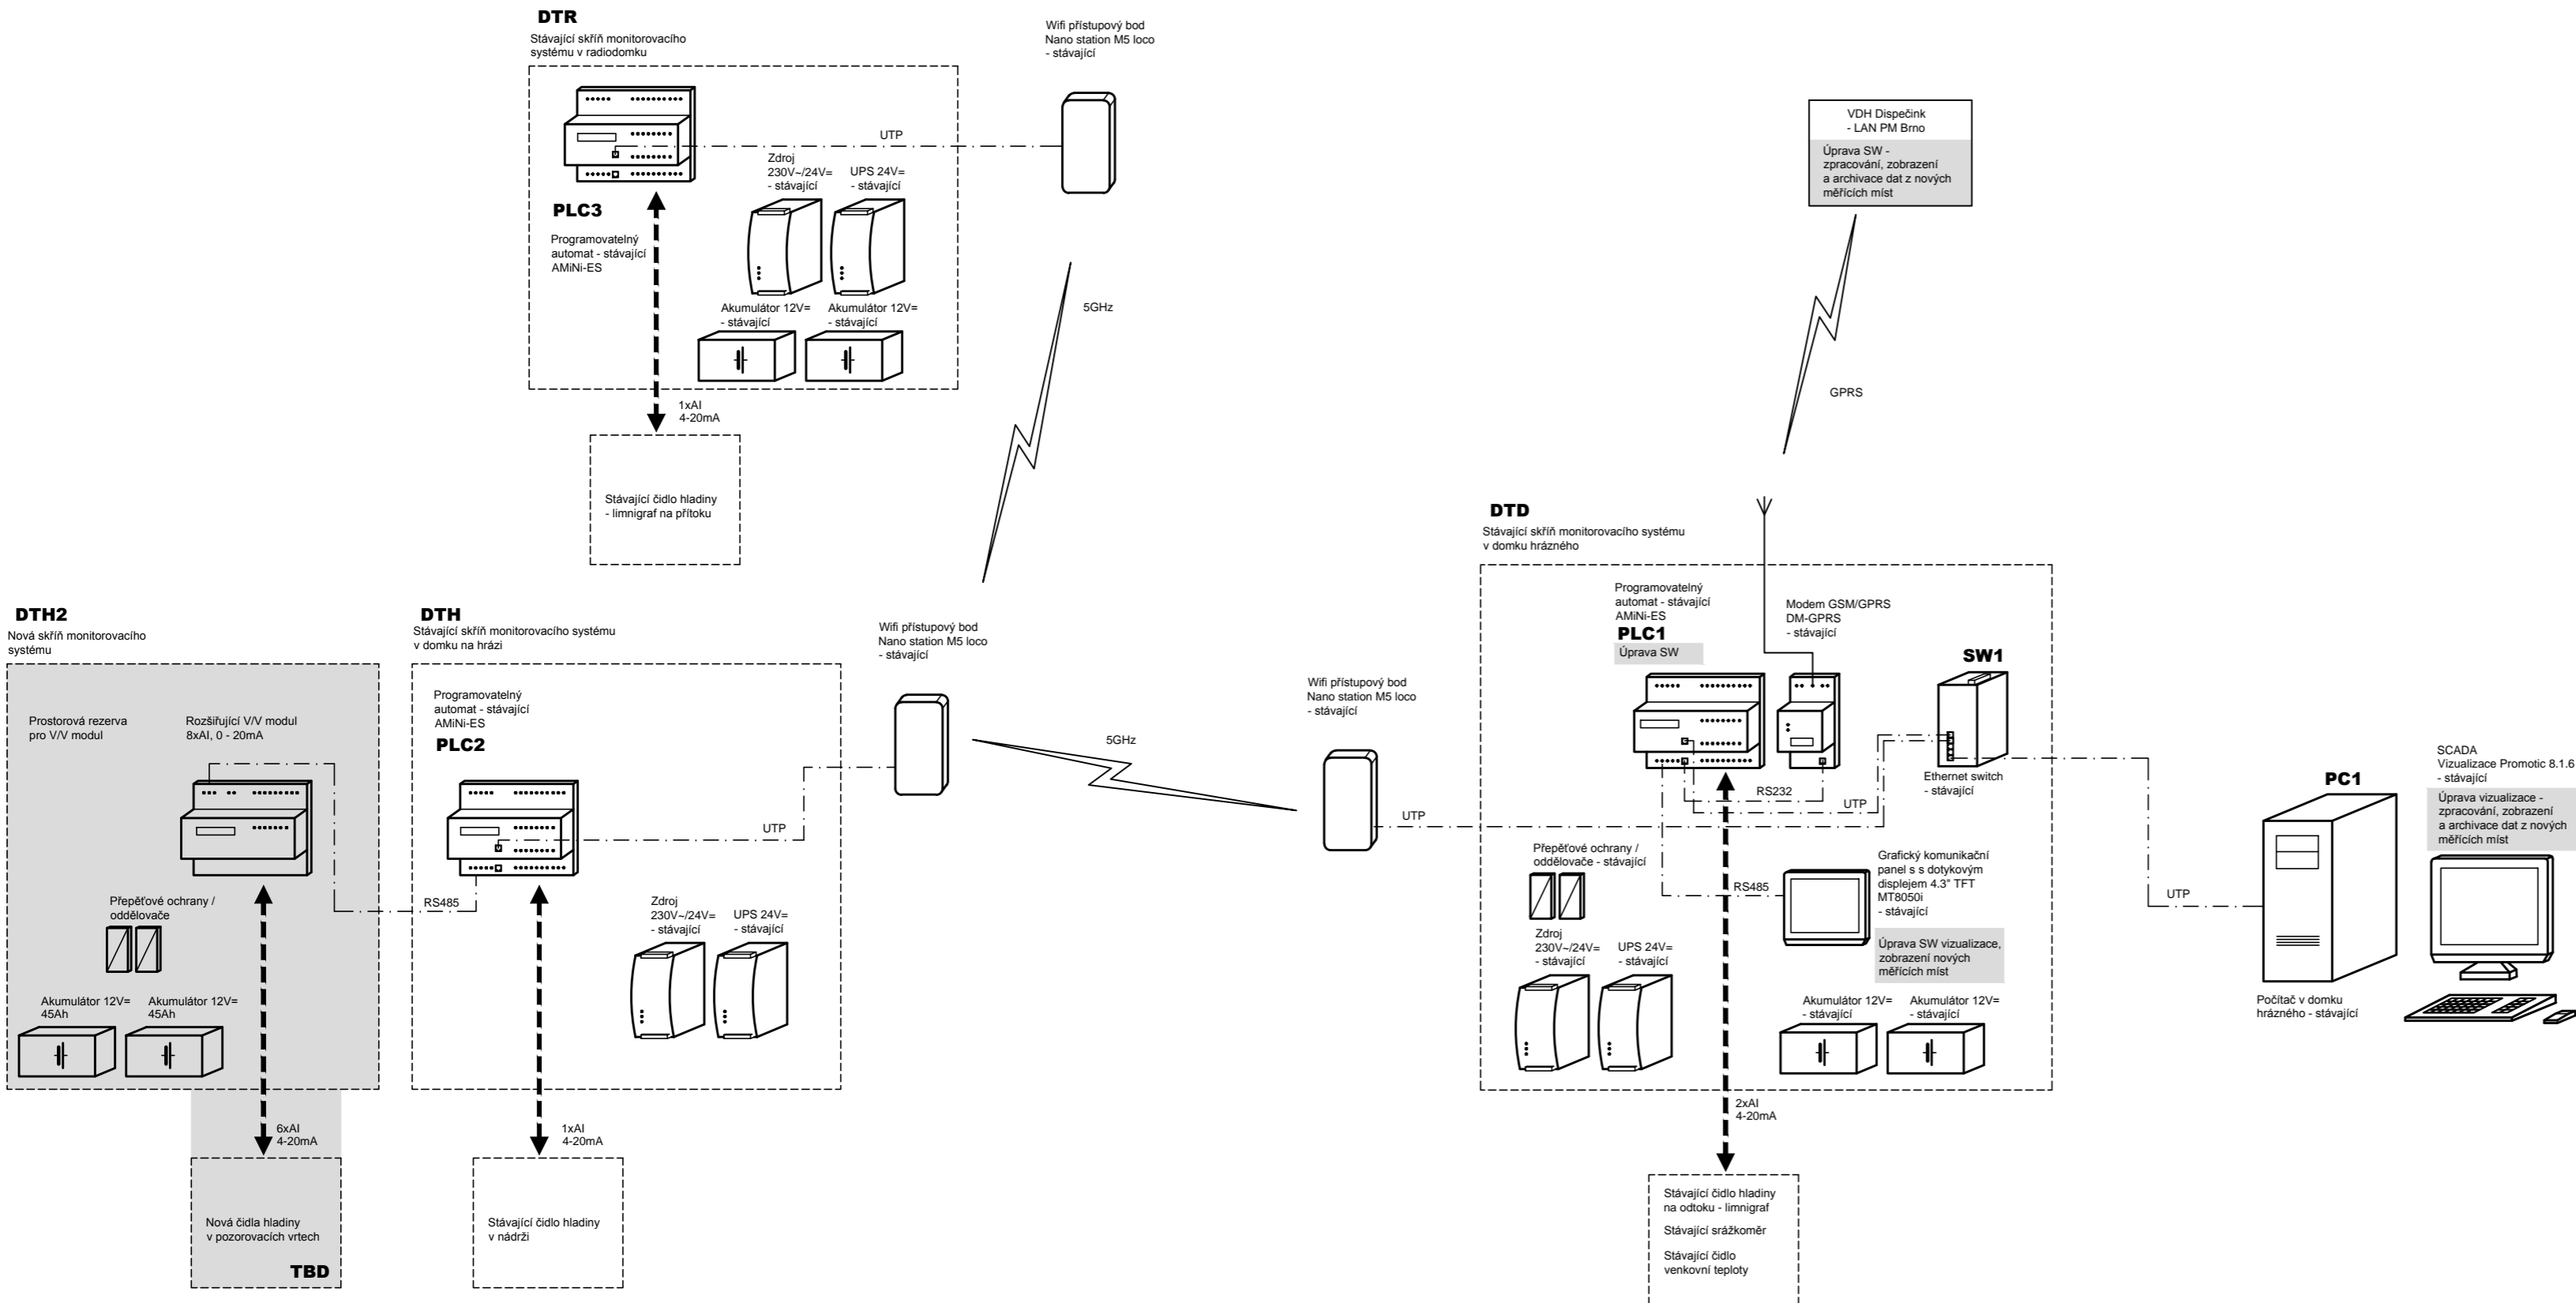 DTR
Stávající skříň monitorovacího
systému v radiodomku
Wifi přístupový bod
Nano station M5 loco
- stávající
UTP
Zdroj
230V~/24V=
- stávající
UPS 24V=
- stávající
PLC3
Programovatelný
automat - stávající
AMiNi-ES
Akumulátor 12V=
- stávající
Akumulátor 12V=
- stávající
1xAI
4-20mA
Stávající čidlo hladiny
- limnigraf na přítoku
5GHz
VDH Dispečink
- LAN PM Brno
Úprava SW -
zpracování, zobrazení
a archivace dat z nových
měřících míst
GPRS
DTH2
Nová skříň monitorovacího
systému
Prostorová rezerva
pro V/V modul
Rozšiřující V/V modul
8xAI, 0 - 20mA
Přepěťové ochrany /
oddělovače
Akumulátor 12V=
45Ah
Akumulátor 12V=
45Ah
6xAI
4-20mA
Nová čidla hladiny
v pozorovacích vrtech
TBD
DTH
Stávající skříň monitorovacího systému
v domku na hrázi
Programovatelný
automat - stávající
AMiNi-ES
PLC2
UTP
RS485
Zdroj
230V~/24V=
- stávající
UPS 24V=
- stávající
1xAI
4-20mA
Stávající čidlo hladiny
v nádrži
Wifi přístupový bod
Nano station M5 loco
- stávající
5GHz
Wifi přístupový bod
Nano station M5 loco
- stávající
UTP
DTD
Stávající skříň monitorovacího systému
v domku hrázného
Programovatelný
automat - stávající
AMiNi-ES
PLC1
Úprava SW
Modem GSM/GPRS
DM-GPRS
- stávající
SW1
Ethernet switch
- stávající
RS232
UTP
Přepěťové ochrany /
oddělovače - stávající
RS485
Grafický komunikační
panel s s dotykovým
displejem 4.3" TFT
MT8050i
- stávající
Úprava SW vizualizace,
zobrazení nových
měřících míst
Zdroj
230V~/24V=
- stávající
UPS 24V=
- stávající
Akumulátor 12V=
- stávající
Akumulátor 12V=
- stávající
2xAI
4-20mA
Stávající čidlo hladiny
na odtoku - limnigraf
Stávající srážkoměr
Stávající čidlo
venkovní teploty
UTP
PC1
Počítač v domku
hrázného - stávající
SCADA
Vizualizace Promotic 8.1.6
- stávající
Úprava vizualizace -
zpracování, zobrazení
a archivace dat z nových
měřících míst